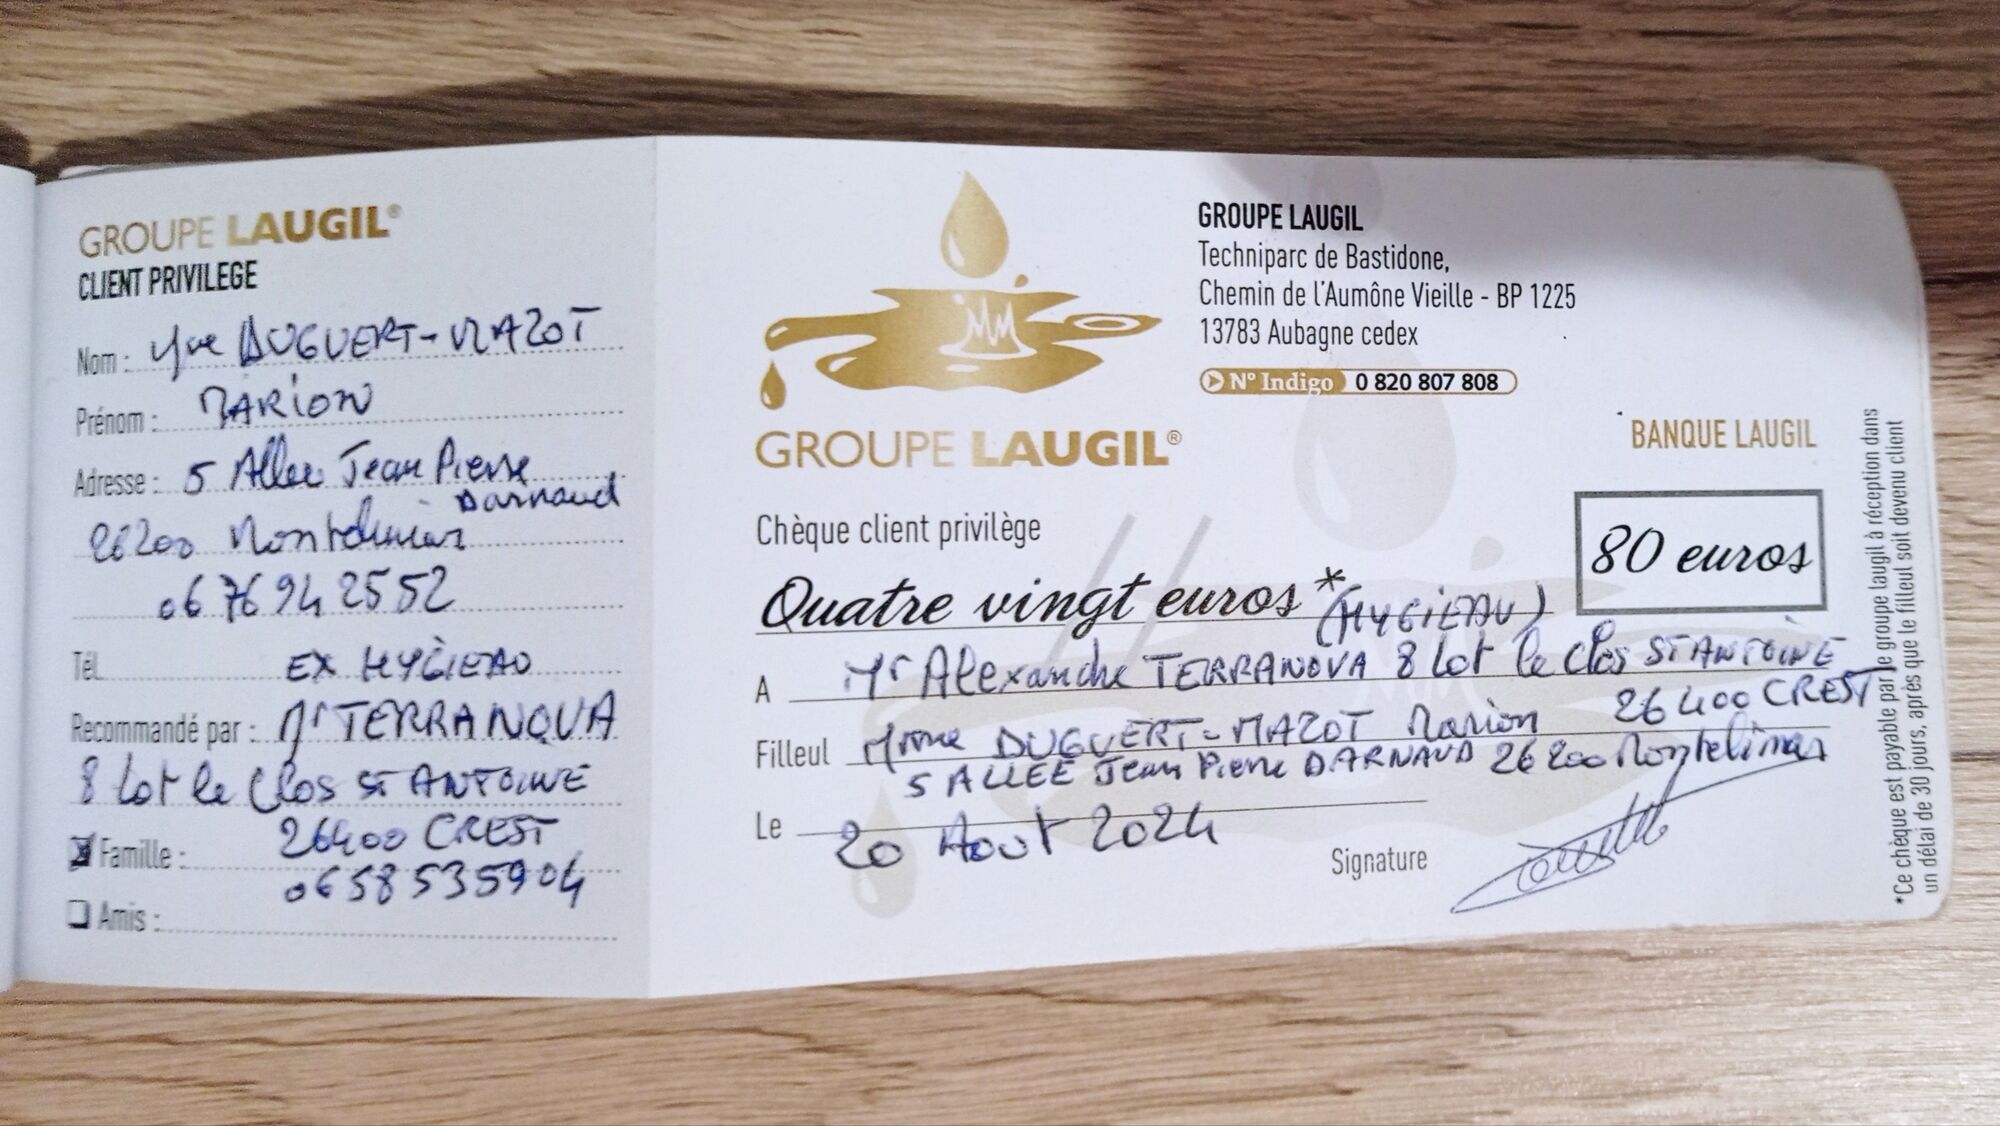 GROUPE LAUGIL®
CLIENT PRIVILEGE
Nom : Mme DUGUERT-MAZOT
Prénom : MARION
Adresse : 5 Allee Jean Pierre
Darnaud
26200 Montelimar
06 76 94 25 52
Tél. EX HYGIEAU
Recommandé par : Mr TERRANOVA
8 Lot le Clos ST ANTOINE
Famille : 26400 CREST
06 58 53 59 04
Amis :
GROUPE LAUGIL®
GROUPE LAUGIL
Techniparc de Bastidone,
Chemin de l'Aumône Vieille - BP 1225
13783 Aubagne cedex
N° Indigo 0 820 807 808
BANQUE LAUGIL
Chèque client privilège
80 euros
Quatre vingt euros* (HYGIEAU)
A Mr Alexandre TERRANOVA 8 Lot le Clos ST ANTOINE
26400 CREST
Filleul Mme DUGUERT-MAZOT Marion
5 ALLEE Jean Pierre DARNAUD 26200 Montelimar
Le 20 Aout 2024
Signature
*Ce chèque est payable par le groupe laugil à réception dans
un délai de 30 jours, après que le filleul soit devenu client